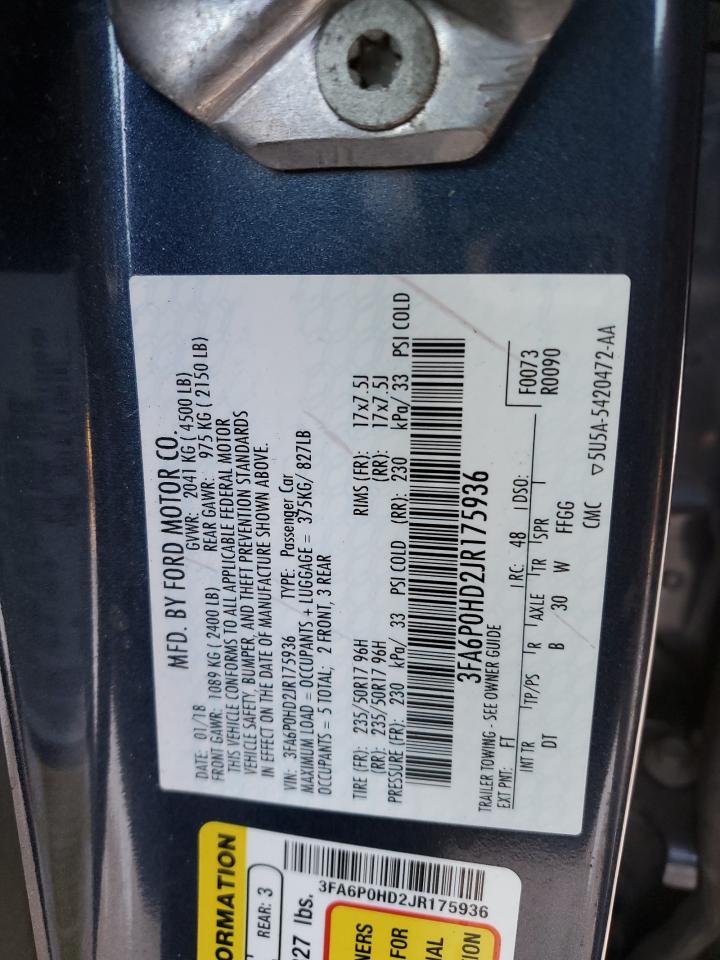 MFD. BY FORD MOTOR CO.
DATE: 01/18 GVWR: 2041 KG ( 4500 LB)
FRONT GAWR: 1089 KG ( 2400 LB) REAR GAWR: 975 KG ( 2150 LB)
THIS VEHICLE CONFORMS TO ALL APPLICABLE FEDERAL MOTOR
VEHICLE SAFETY, BUMPER, AND THEFT PREVENTION STANDARDS
IN EFFECT ON THE DATE OF MANUFACTURE SHOWN ABOVE.
VIN: 3FA6P0HD2JR175936 TYPE: Passenger Car
MAXIMUM LOAD = OCCUPANTS + LUGGAGE = 375KG/ 827LB
OCCUPANTS = 5 TOTAL; 2 FRONT, 3 REAR
TIRE (FR): 235/50R17 96H RIMS (FR): 17x7.5J
(RR): 235/50R17 96H (RR): 17x7.5J
PRESSURE (FR): 230 kPa/ 33 PSI COLD (RR): 230 kPa/ 33 PSI COLD
3FA6P0HD2JR175936
TRAILER TOWING - SEE OWNER GUIDE
EXT PNT: FT RC: 48 DSO: F0073
R0090
INT TR TP/PS R AXLE TR SPR
DT B 30 W FFGG
CMC ▽5U5A-5420472-AA
ORMATION
REAR: 3
327 lbs.
3FA6P0HD2JR175936
NERS
FOR
NAL
TION